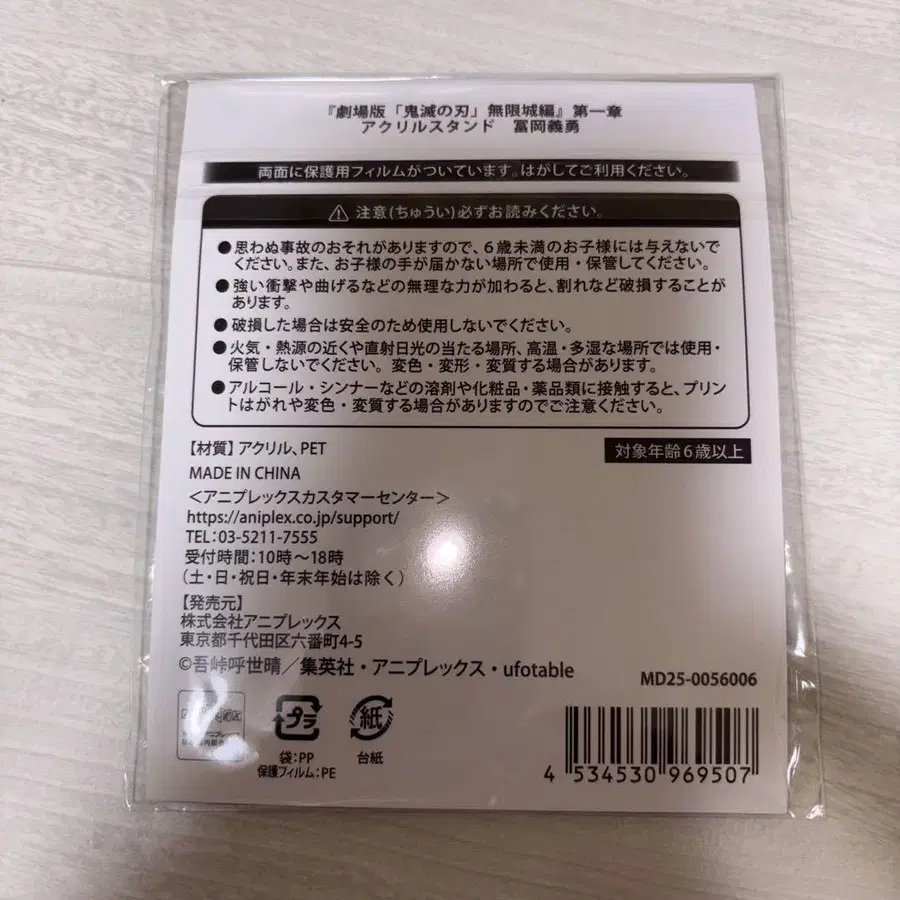 『劇場版「鬼滅の刃」無限城編』第一章
アクリルスタンド 冨岡義勇
両面に保護用フィルムがついています。はがしてご利用ください。
注意(ちゅうい)必ずお読みください。
●思わぬ事故のおそれがありますので、6歳未満のお子様には与えないで
ください。また、お子様の手が届かない場所で使用・保管してください。
●強い衝撃や曲げるなどの無理な力が加わると、割れなど破損することが
あります。
●破損した場合は安全のため使用しないでください。
●火気・熱源の近くや直射日光の当たる場所、高温・多湿な場所では使用・
保管しないでください。変色・変形・変質する場合があります。
●アルコール・シンナーなどの溶剤や化粧品・薬品類に接触すると、プリン
トはがれや変色・変質する場合がありますのでご注意ください。
【材質】アクリル、PET
対象年齢6歳以上
MADE IN CHINA
＜アニプレックスカスタマーセンター＞
https://aniplex.co.jp/support/
TEL:03-5211-7555
受付時間:10時～18時
(土・日・祝日・年末年始は除く)
【発売元】
株式会社アニプレックス
東京都千代田区六番町4-5
©吾峠呼世晴／集英社・アニプレックス・ufotable
MD25-0056006
アニプレックス
プラ
紙
袋:PP
保護フィルム:PE
台紙
4 534530 969507